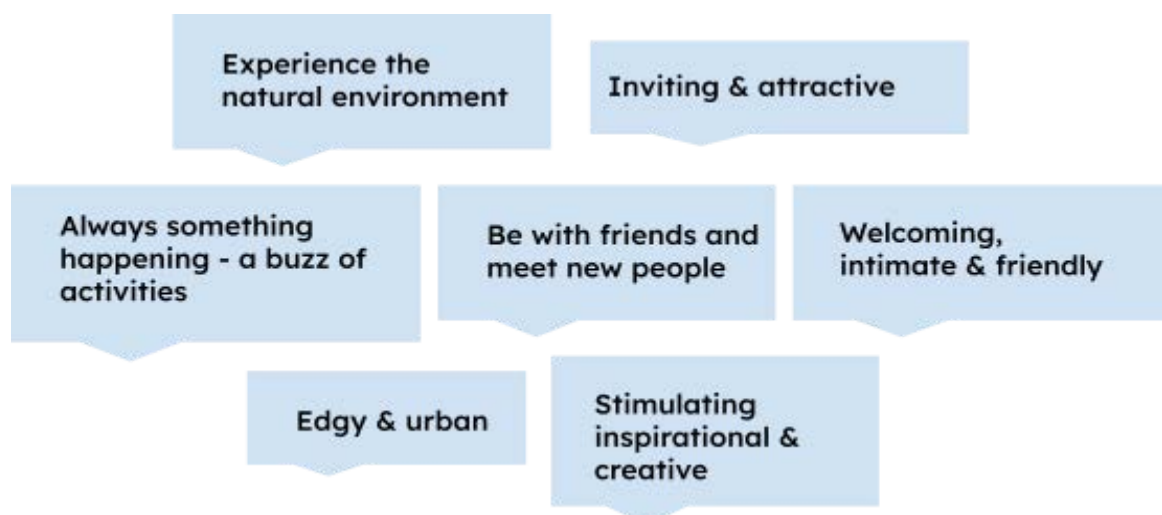 Experience the
natural environment
Inviting & attractive
Always something
happening - a buzz of
activities
Be with friends and
meet new people
Welcoming,
intimate & friendly
Edgy & urban
Stimulating
inspirational &
creative